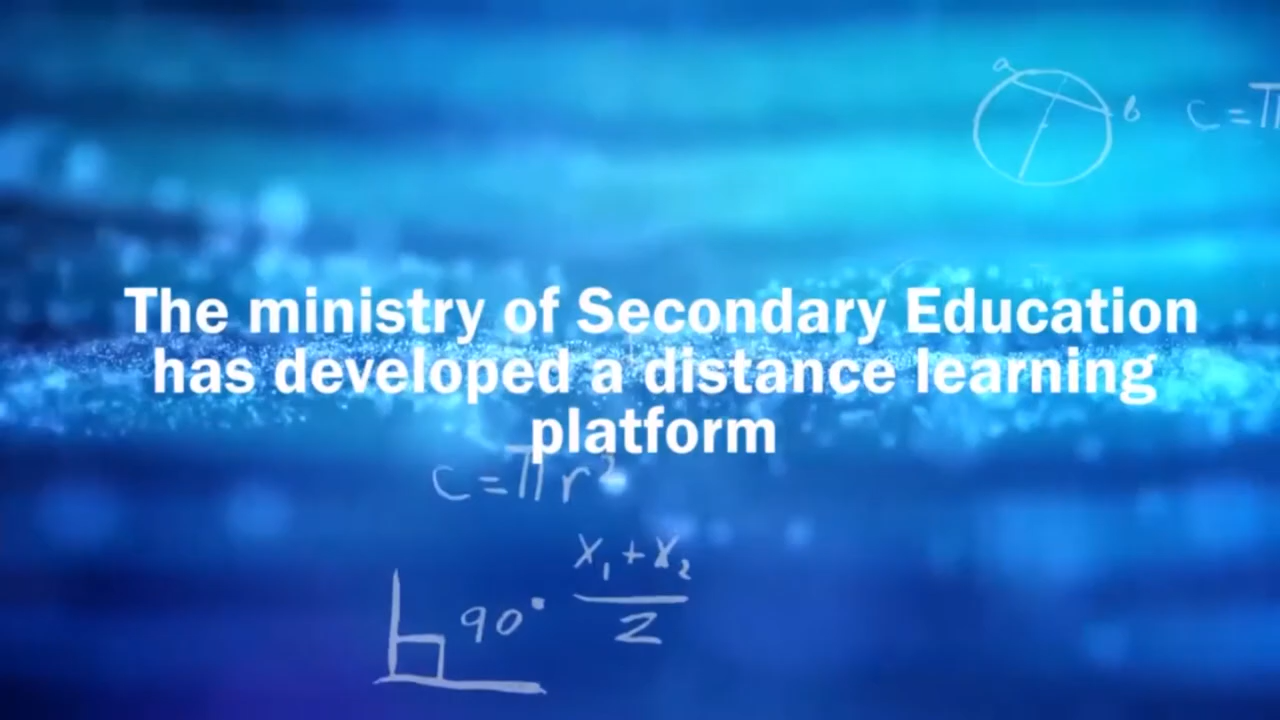 a
b
C=π
The ministry of Secondary Education
has developed a distance learning
platform
C=πr²
X₁+X₂
2
90°